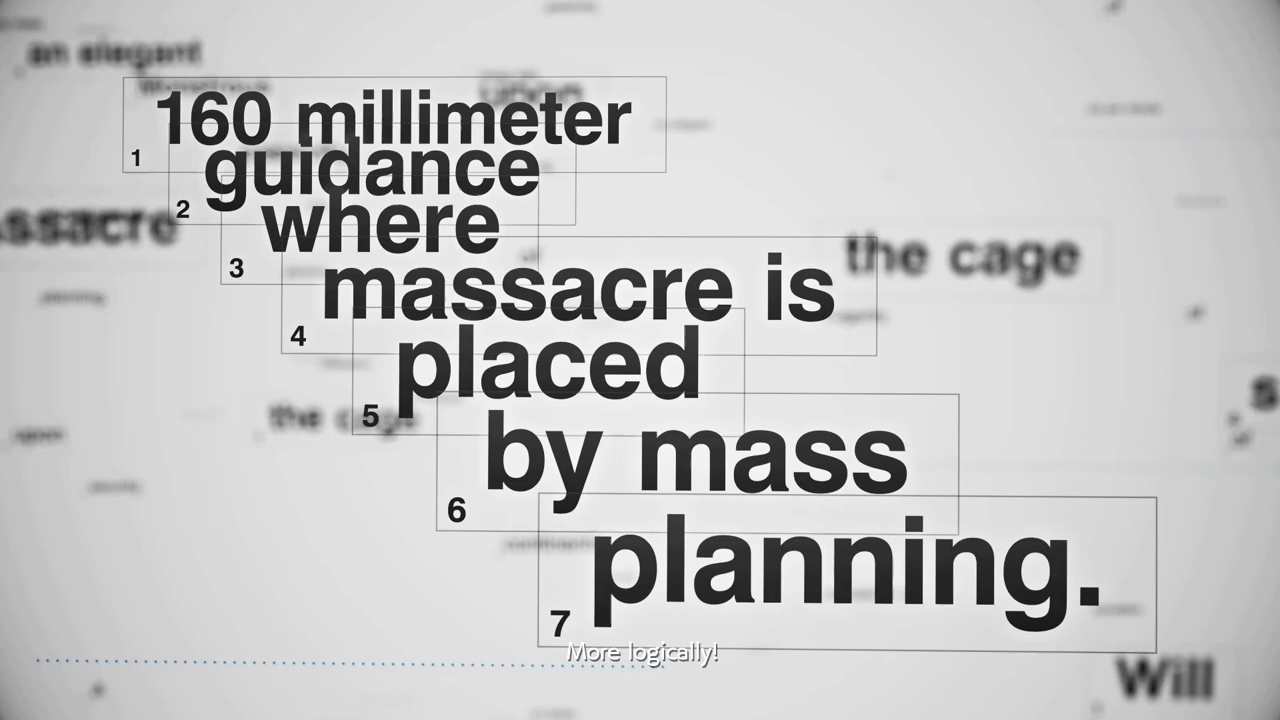 an elegant
160 millimeter
1
guidance
2
where
3
massacre is
4
placed
5
by mass
6
planning.
7
ssacre
the cage
the cage
upon
Will
More logically!